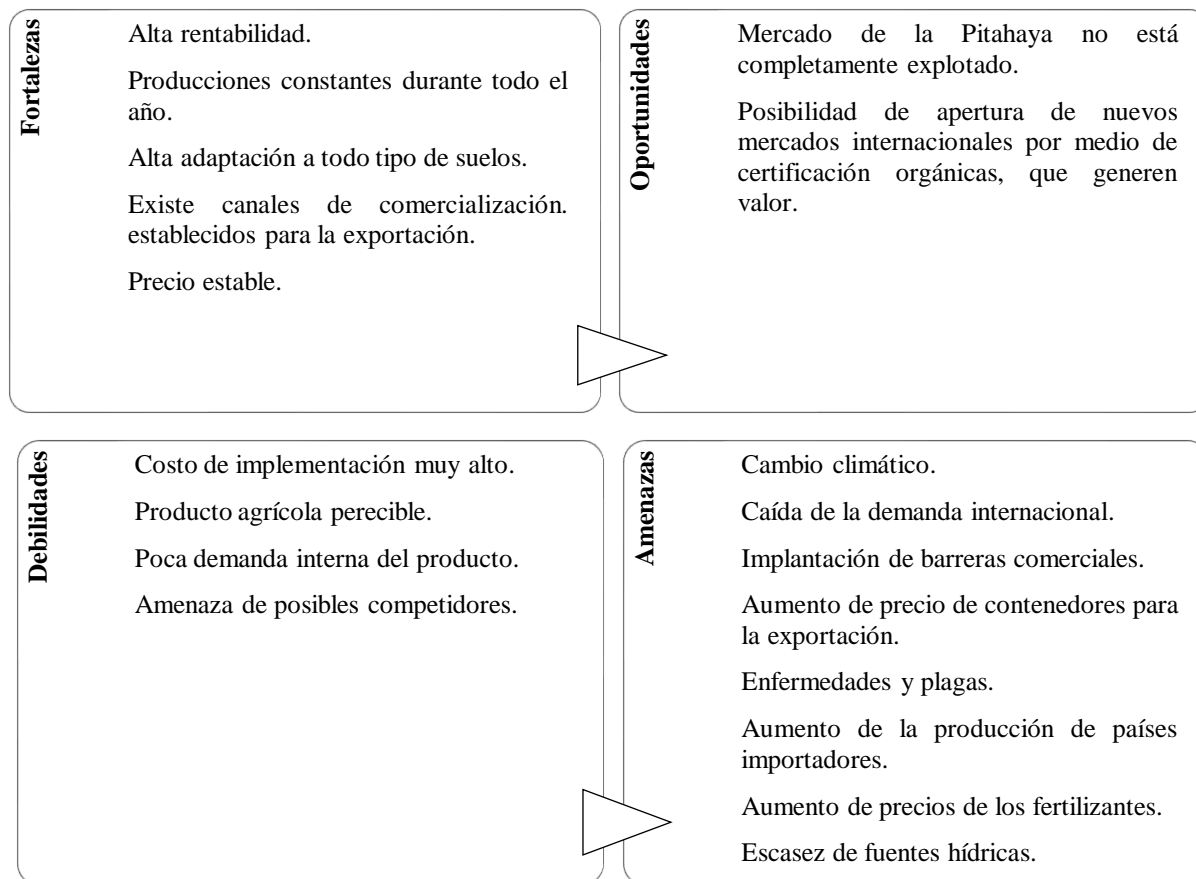 Fortalezas
Alta rentabilidad.
Producciones constantes durante todo el
año.
Alta adaptación a todo tipo de suelos.
Existe canales de comercialización.
establecidos para la exportación.
Precio estable.
Oportunidades
Mercado de la Pitahaya no está
completamente explotado.
Posibilidad de apertura de nuevos
mercados internacionales por medio de
certificación orgánicas, que generen
valor.
Debilidades
Costo de implementación muy alto.
Producto agrícola perecible.
Poca demanda interna del producto.
Amenaza de posibles competidores.
Amenazas
Cambio climático.
Caída de la demanda internacional.
Implantación de barreras comerciales.
Aumento de precio de contenedores para
la exportación.
Enfermedades y plagas.
Aumento de la producción de países
importadores.
Aumento de precios de los fertilizantes.
Escasez de fuentes hídricas.